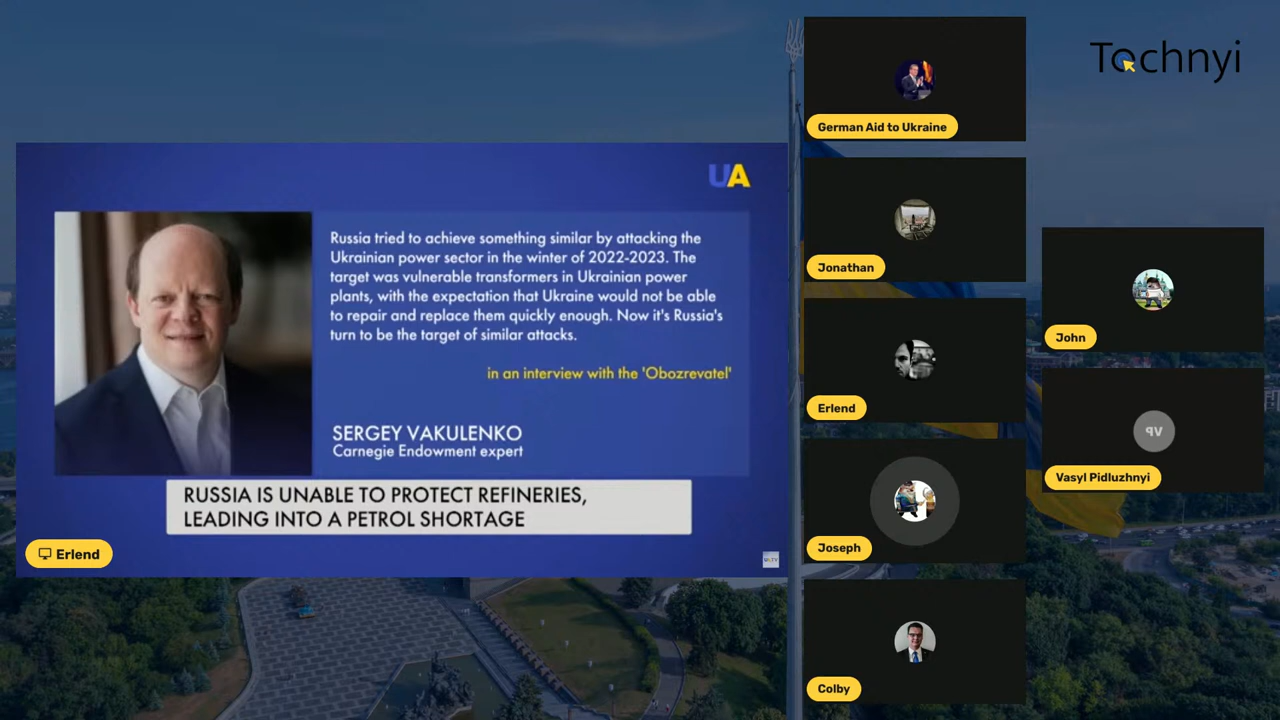 Technyi
UA
Russia tried to achieve something similar by attacking the
Ukrainian power sector in the winter of 2022-2023. The
target was vulnerable transformers in Ukrainian power
plants, with the expectation that Ukraine would not be able
to repair and replace them quickly enough. Now it's Russia's
turn to be the target of similar attacks.
in an interview with the 'Obozrevatel'
SERGEY VAKULENKO
Carnegie Endowment expert
RUSSIA IS UNABLE TO PROTECT REFINERIES,
LEADING INTO A PETROL SHORTAGE
Erlend
German Aid to Ukraine
Jonathan
Erlend
Joseph
Colby
John
VP
Vasyl Pidluzhnyi